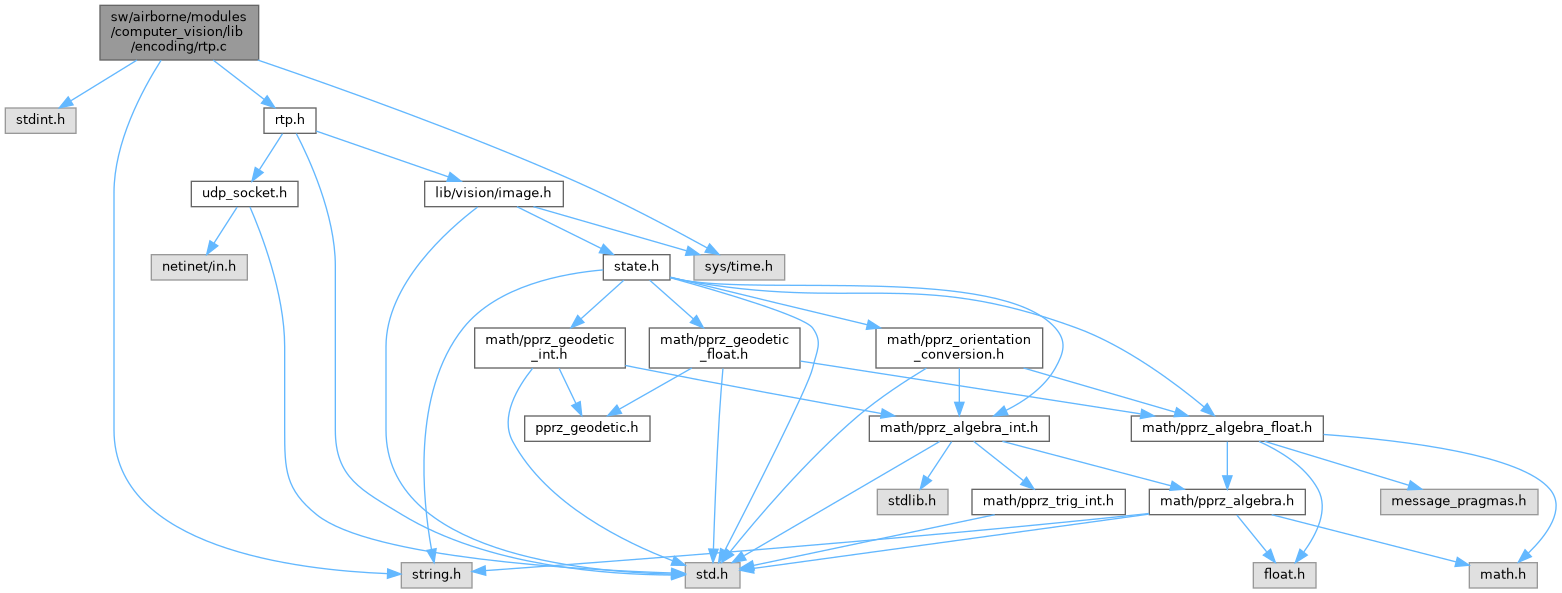 sw/airborne/modules
/computer_vision/lib
/encoding/rtp.c
stdint.h
rtp.h
udp_socket.h
lib/vision/image.h
netinet/in.h
state.h
sys/time.h
math/pprz_geodetic
_int.h
math/pprz_geodetic
_float.h
math/pprz_orientation
_conversion.h
pprz_geodetic.h
math/pprz_algebra_int.h
math/pprz_algebra_float.h
stdlib.h
math/pprz_trig_int.h
math/pprz_algebra.h
message_pragmas.h
string.h
std.h
float.h
math.h